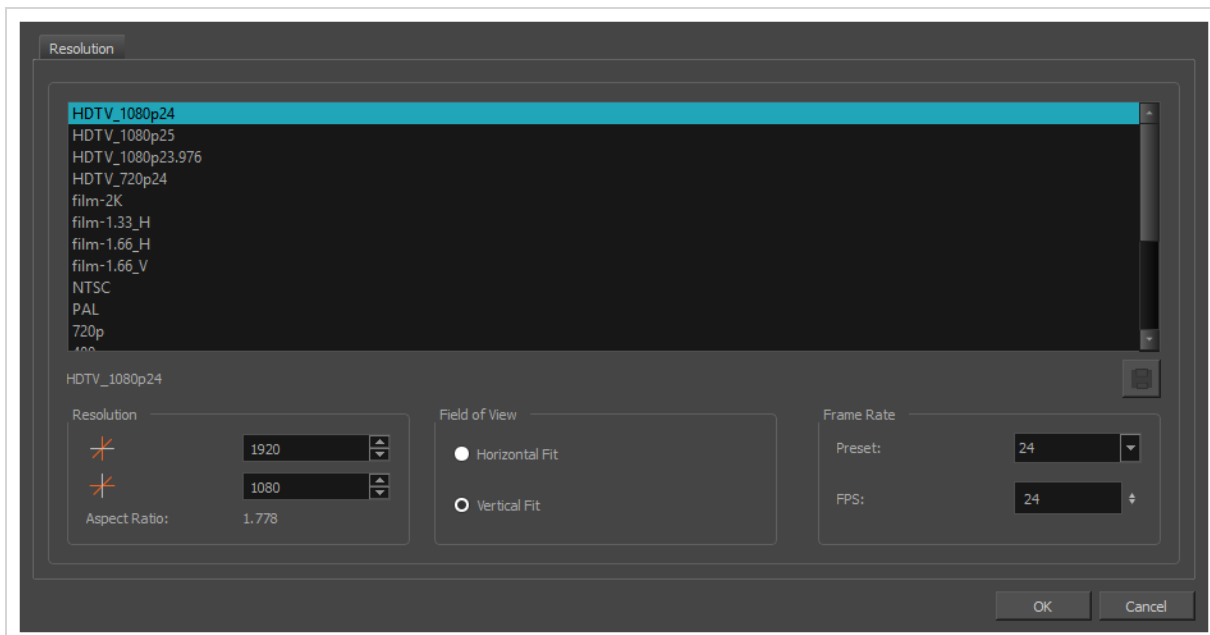 Resolution
HDTV_1080p24
HDTV_1080p25
HDTV_1080p23.976
HDTV_720p24
film-2K
film-1.33_H
film-1.66_H
film-1.66_V
NTSC
PAL
720p
HDTV_1080p24
Resolution
1920
1080
Aspect Ratio: 1.778
Field of View
Horizontal Fit
Vertical Fit
Frame Rate
Preset: 24
FPS: 24
OK Cancel